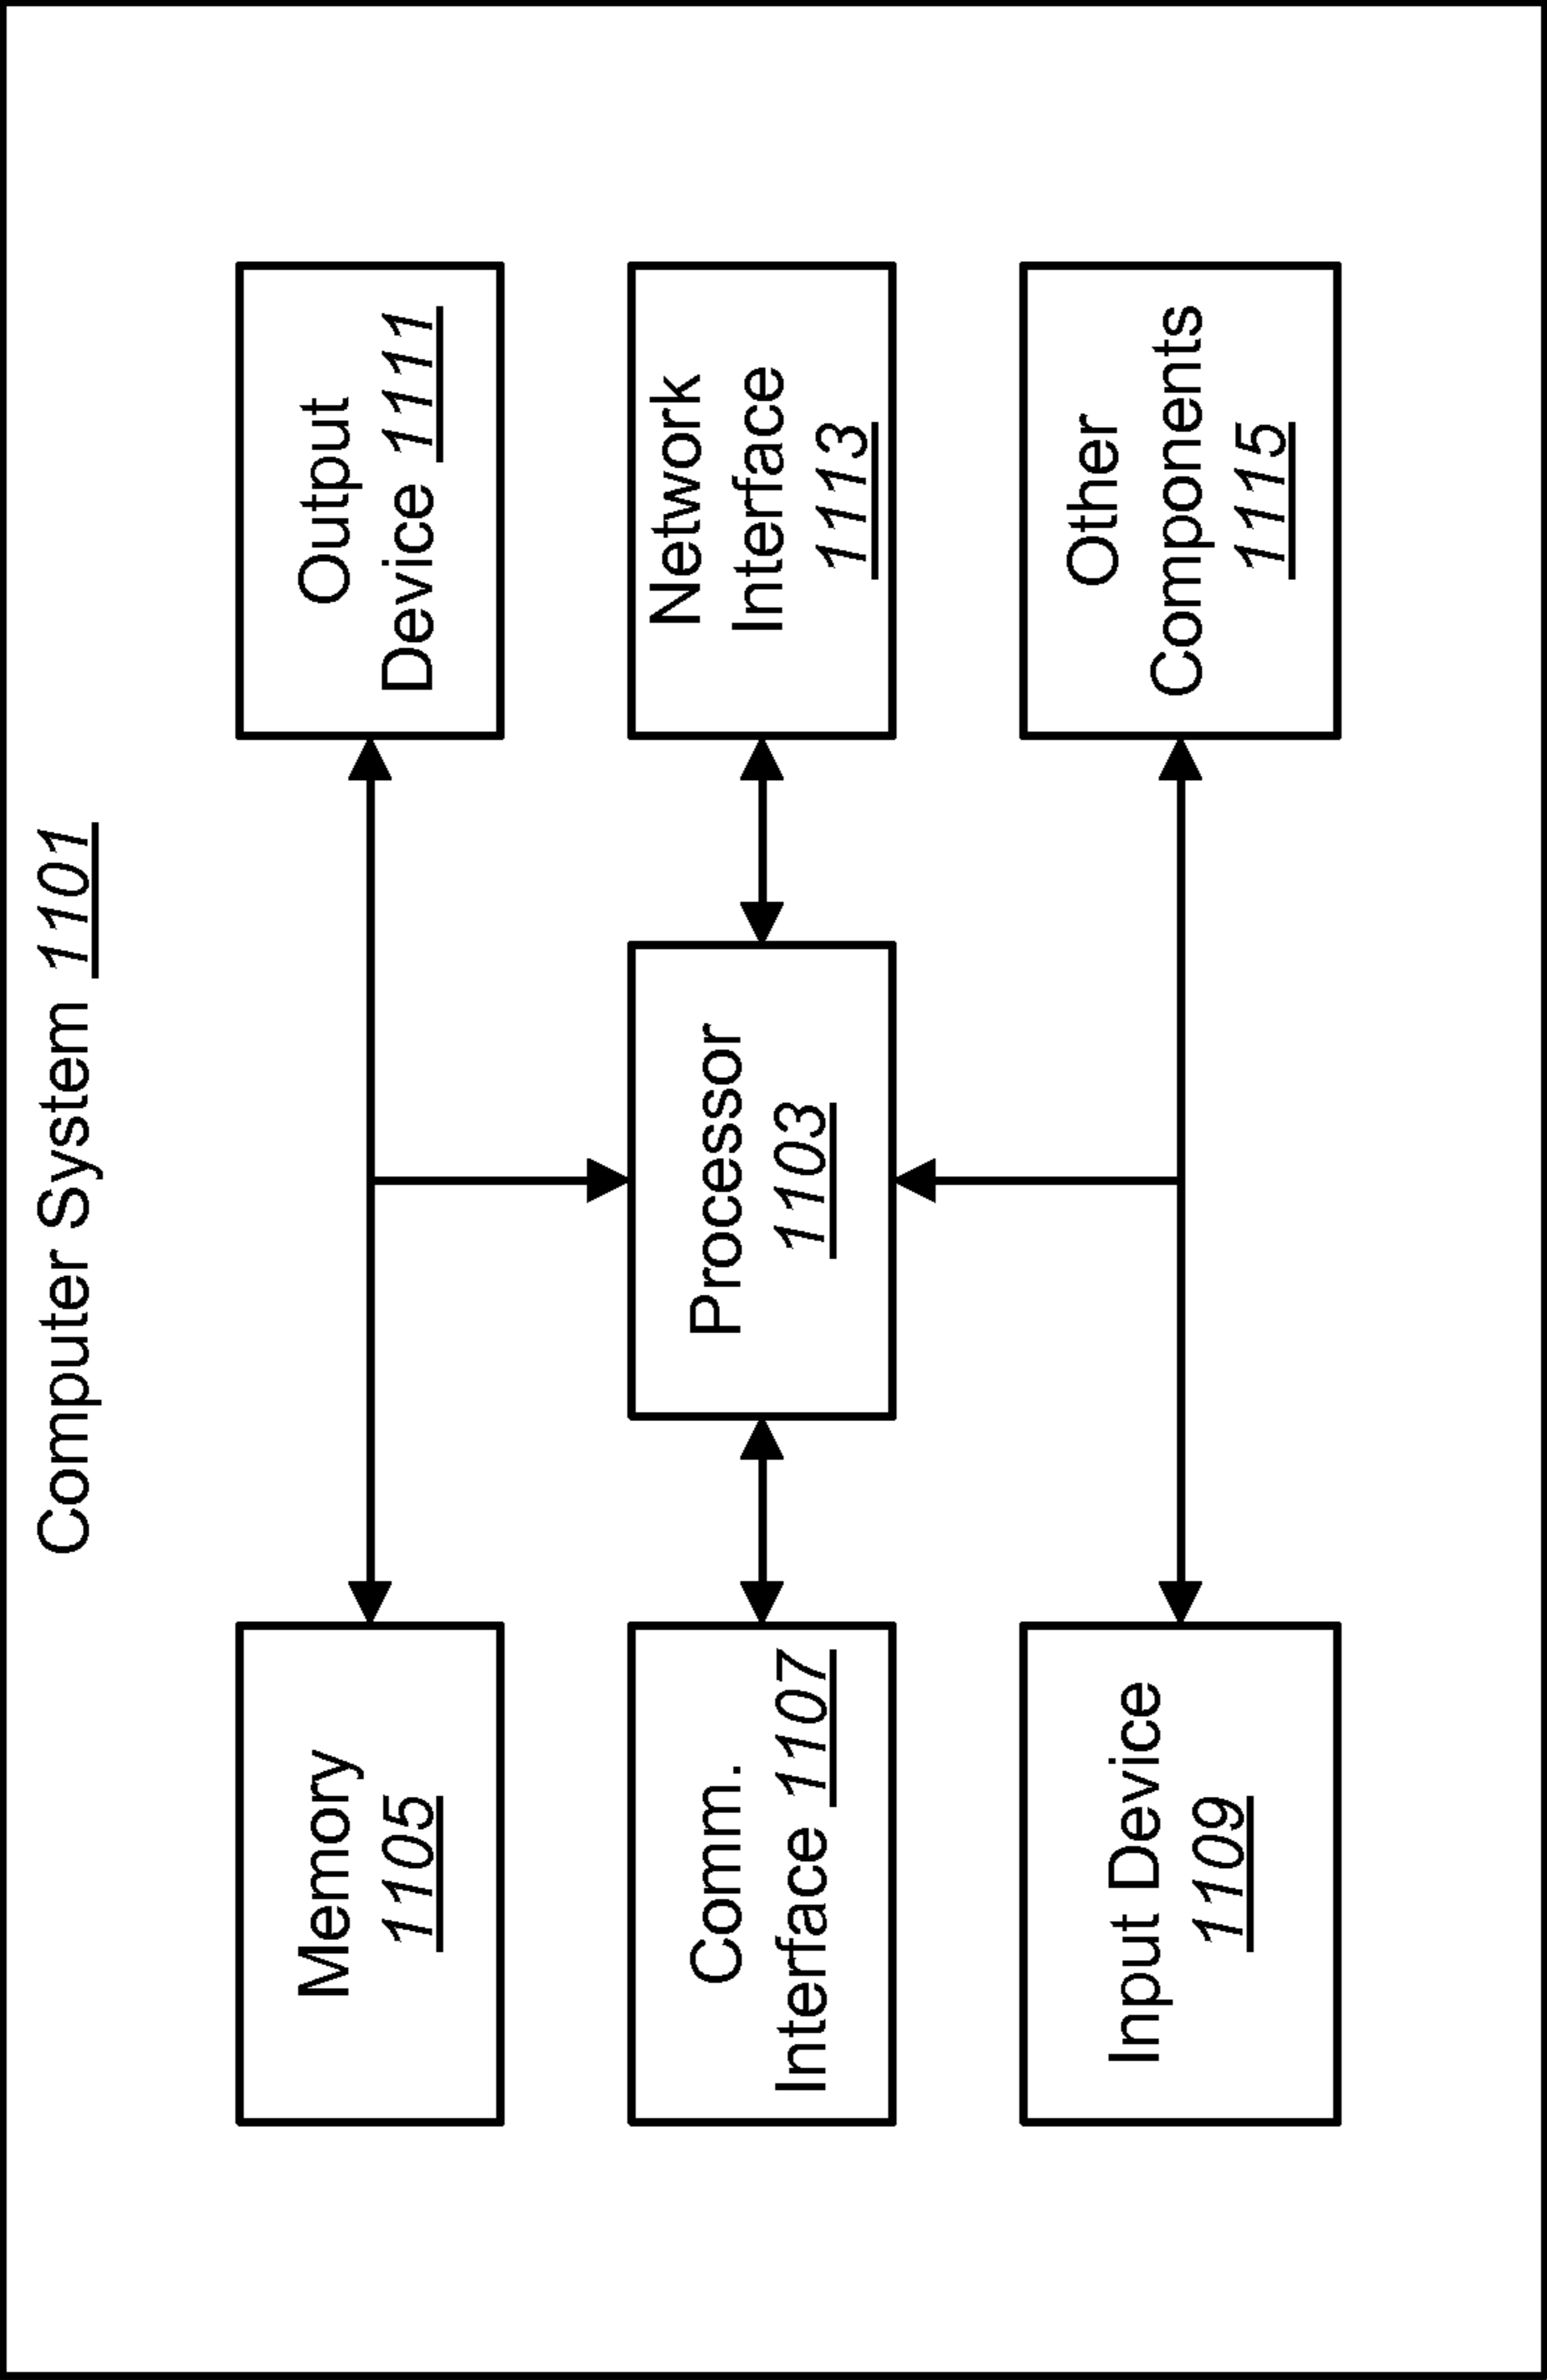 Computer System 1101
Memory
1105
Output
Device 1111
Comm.
Interface 1107
Processor
1103
Network
Interface
1113
Input Device
1109
Other
Components
1115